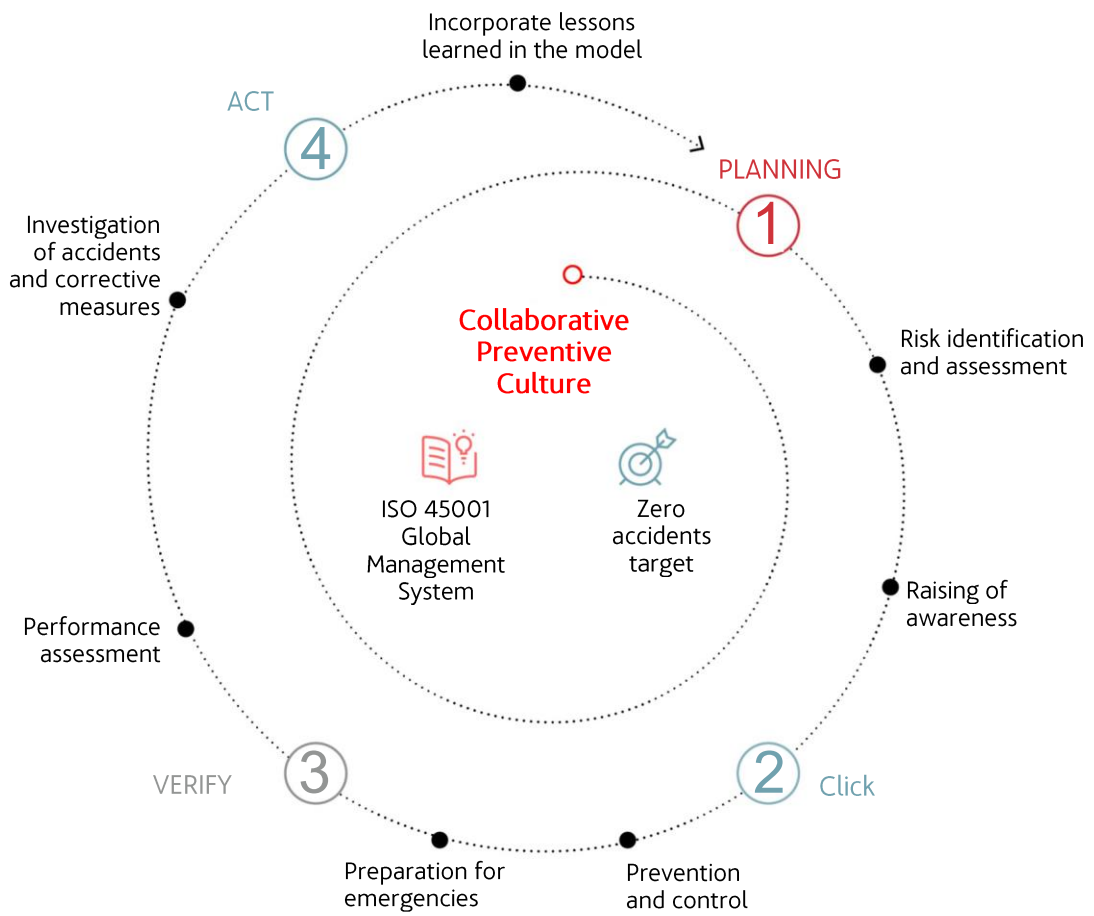 Incorporate lessons
learned in the model
ACT
4
PLANNING
1
Investigation
of accidents
and corrective
measures
Collaborative
Preventive
Culture
Risk identification
and assessment
ISO 45001
Global
Management
System
Zero
accidents
target
Raising of
awareness
Performance
assessment
VERIFY
3
2
Click
Preparation for
emergencies
Prevention
and control